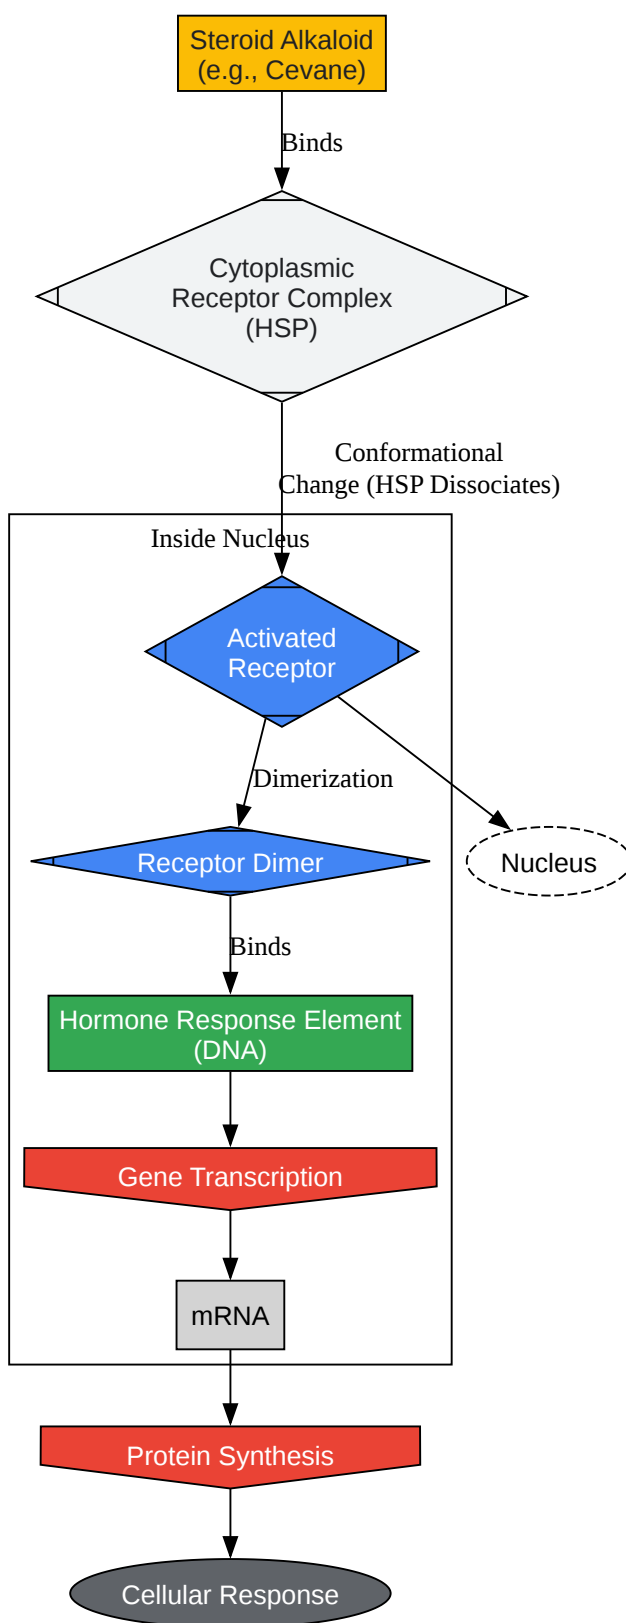 Steroid Alkaloid
(e.g., Cevane)
Binds
Cytoplasmic
Receptor Complex
(HSP)
Conformational
Change (HSP Dissociates)
Inside Nucleus
Activated
Receptor
Dimerization
Receptor Dimer
Nucleus
Binds
Hormone Response Element
(DNA)
Gene Transcription
mRNA
Protein Synthesis
Cellular Response